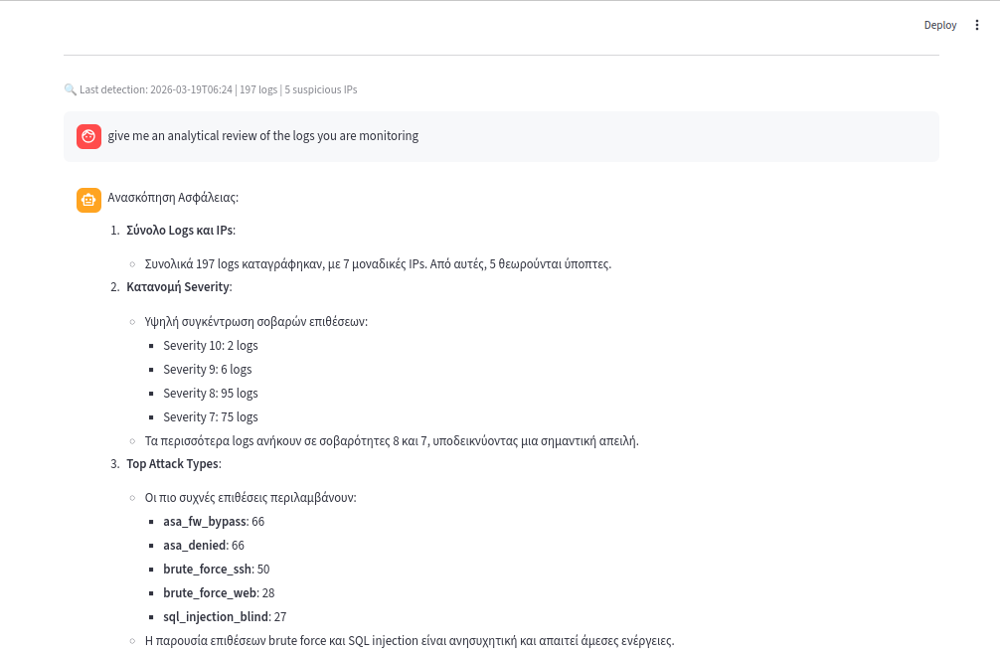 Deploy
Last detection: 2026-03-19T06:24 | 197 logs | 5 suspicious IPs
give me an analytical review of the logs you are monitoring
Ανασκόπηση Ασφάλειας:
1. Σύνολο Logs και IPs:
Συνολικά 197 logs καταγράφηκαν, με 7 μοναδικές IPs. Από αυτές, 5 θεωρούνται ύποπτες.
2. Κατανομή Severity:
Υψηλή συγκέντρωση σοβαρών επιθέσεων:
Severity 10: 2 logs
Severity 9: 6 logs
Severity 8: 95 logs
Severity 7: 75 logs
Τα περισσότερα logs ανήκουν σε σοβαρότητες 8 και 7, υποδεικνύοντας μια σημαντική απειλή.
3. Top Attack Types:
Οι πιο συχνές επιθέσεις περιλαμβάνουν:
asa_fw_bypass: 66
asa_denied: 66
brute_force_ssh: 50
brute_force_web: 28
sql_injection_blind: 27
Η παρουσία επιθέσεων brute force και SQL injection είναι ανησυχητική και απαιτεί άμεσες ενέργειες.